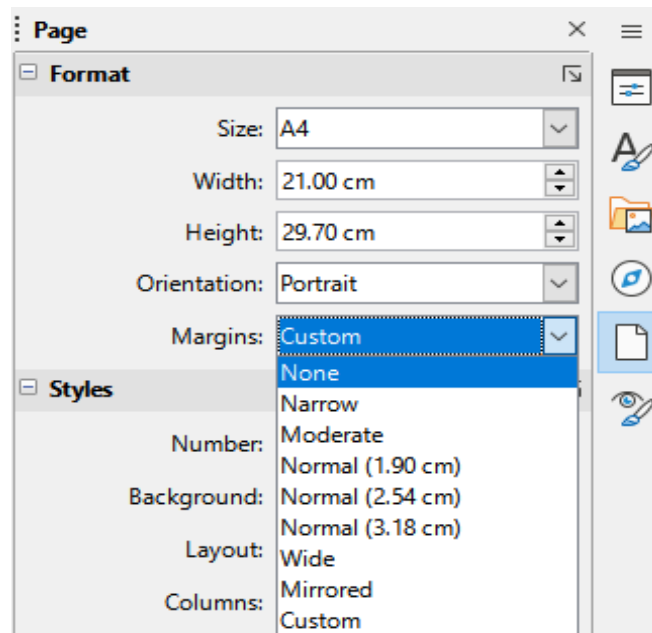 Page
Format
Size: A4
Width: 21.00 cm
Height: 29.70 cm
Orientation: Portrait
Margins: Custom
None
Styles
Narrow
Number: Moderate
Normal (1.90 cm)
Background: Normal (2.54 cm)
Normal (3.18 cm)
Layout: Wide
Mirrored
Columns: Custom